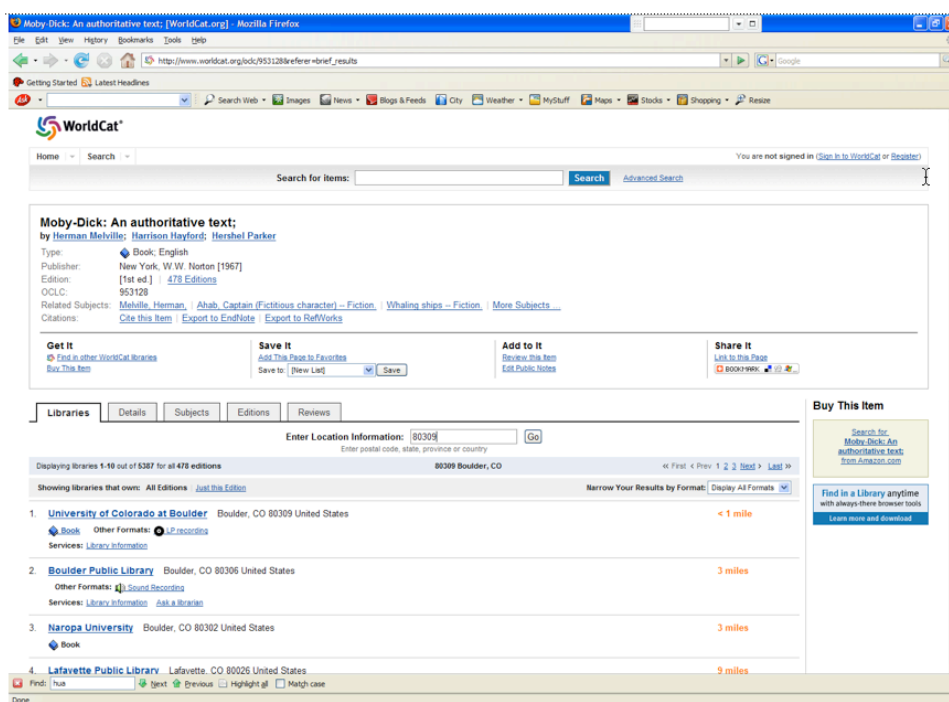 Moby-Dick: An authoritative text; [WorldCat.org] - Mozilla Firefox
File Edit View History Bookmarks Tools Help
http://www.worldcat.org/oclc/953128&referer=brief_results
Google
Getting Started Latest Headlines
Ask Search Web Images News Blogs & Feeds City Weather MyStuff Maps Stocks Shopping Resize
WorldCat®
Home Search You are not signed in (Sign in to WorldCat or Register)
Search for items: Search Advanced Search
Moby-Dick: An authoritative text;
by Herman Melville; Harrison Hayford; Hershel Parker
Type: Book; English
Publisher: New York, W.W. Norton [1967]
Edition: [1st ed.] | 478 Editions
OCLC: 953128
Related Subjects: Melville, Herman, | Ahab, Captain (Fictitious character) -- Fiction. | Whaling ships -- Fiction. | More Subjects ...
Citations: Cite this Item | Export to EndNote | Export to RefWorks
Get It Save It Add to It Share It
Find in other WorldCat libraries Add This Page to Favorites Review this item Link to this Page
Buy This Item Save to: [New List] Save Edit Public Notes BOOKMARK
Libraries Details Subjects Editions Reviews
Enter Location Information: 80309 Go
Enter postal code, state, province or country
Displaying libraries 1-10 out of 5387 for all 478 editions 80309 Boulder, CO « First < Prev 1 2 3 Next > Last »
Showing libraries that own: All Editions | Just this Edition Narrow Your Results by Format: Display All Formats
1. University of Colorado at Boulder Boulder, CO 80309 United States < 1 mile
Book Other Formats: LP recording
Services: Library Information
2. Boulder Public Library Boulder, CO 80306 United States 3 miles
Other Formats: Sound Recording
Services: Library Information Ask a librarian
3. Naropa University Boulder, CO 80302 United States 3 miles
Book
4. Lafayette Public Library Lafayette, CO 80026 United States 9 miles
Buy This Item
Search for
Moby-Dick: An
authoritative text;
from Amazon.com
Find in a Library anytime
with always-there browser tools
Learn more and download
Find: hua Next Previous Highlight all Match case
Done